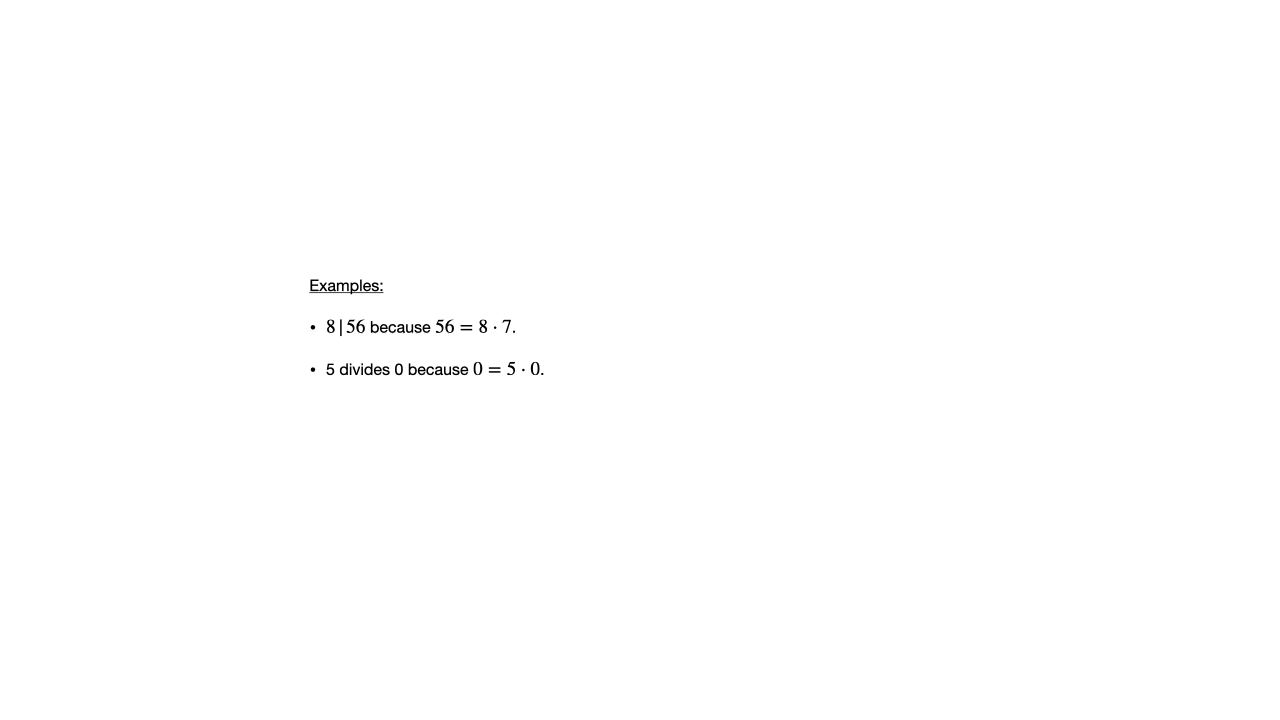 Examples:
• 8 | 56 because 56 = 8 · 7.
• 5 divides 0 because 0 = 5 · 0.